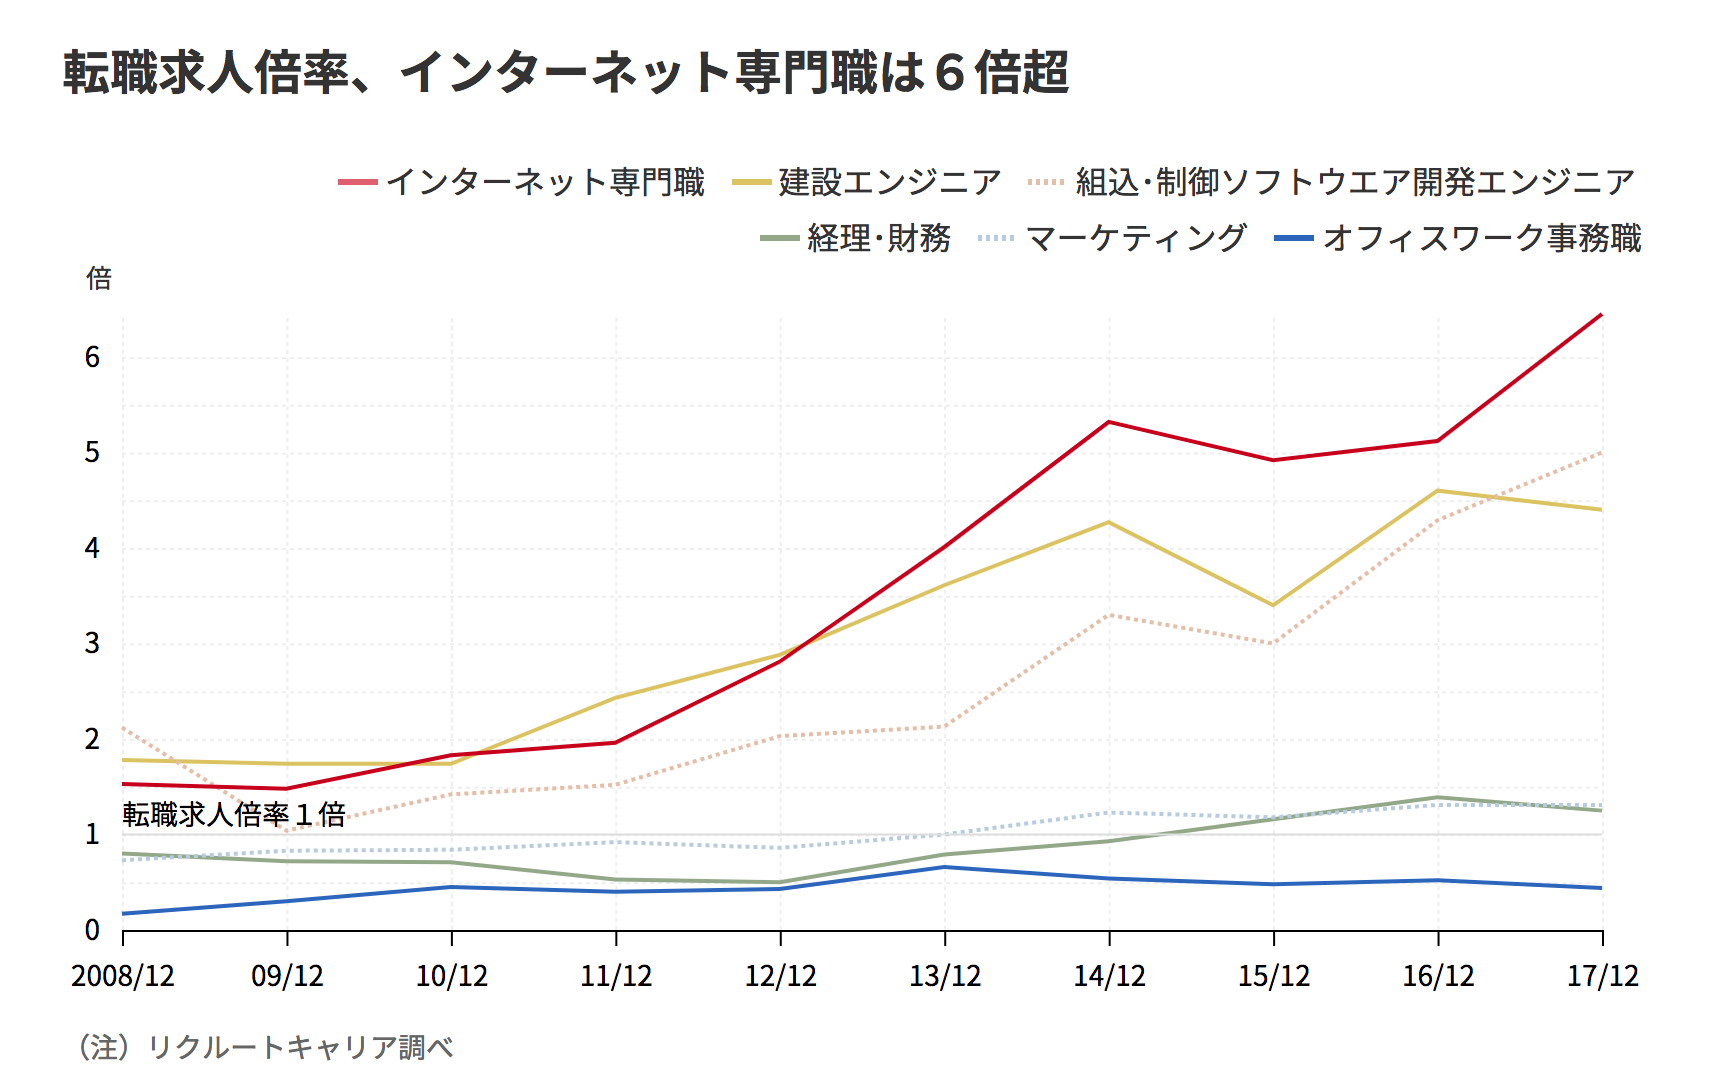 転職求人倍率、インターネット専門職は６倍超
インターネット専門職 建設エンジニア 組込・制御ソフトウエア開発エンジニア
経理・財務 マーケティング オフィスワーク事務職
倍
6
5
4
3
2
転職求人倍率１倍
1
0
2008/12 09/12 10/12 11/12 12/12 13/12 14/12 15/12 16/12 17/12
（注）リクルートキャリア調べ